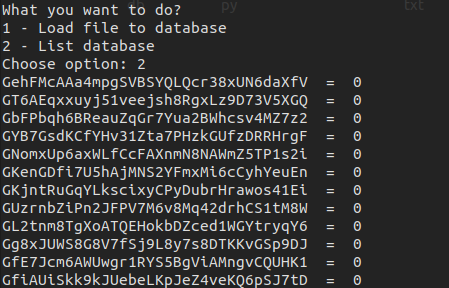 What you want to do?
1 - Load file to database
2 - List database
Choose option: 2
GehFMcAAa4mpgSVBSYQLQcr38xUN6daXfV = 0
GT6AEqxxuyj51veejsh8RgxLz9D73V5XGQ = 0
GbFPbqh6BReauZqGr7Yua2BWhcsv4MZ7z2 = 0
GYB7GsdKCfYHv31Zta7PHzkGUfzDRRHrgF = 0
GNomxUp6axWLfCcFAXnmN8NAWmZ5TP1s2i = 0
GKenGDfi7U5hAjMNS2YFmxMi6cCyhYeuEn = 0
GKjntRuGqYLkscixyCPyDubrHrawos41Ei = 0
GUzrnbZiPn2JFPV7M6v8Mq42drhCS1tM8W = 0
GL2tnm8TgXoATQEHokbDZced1WGYtryqY6 = 0
Gg8xJUWS8G8V7fSj9L8y7s8DTKKvGSp9DJ = 0
GfE7Jcm6AWUwgr1RYS5BgViAMngvCQUHK1 = 0
GfiAUiSkk9kJUebeLKpJeZ4veKQ6pSJ7tD = 0